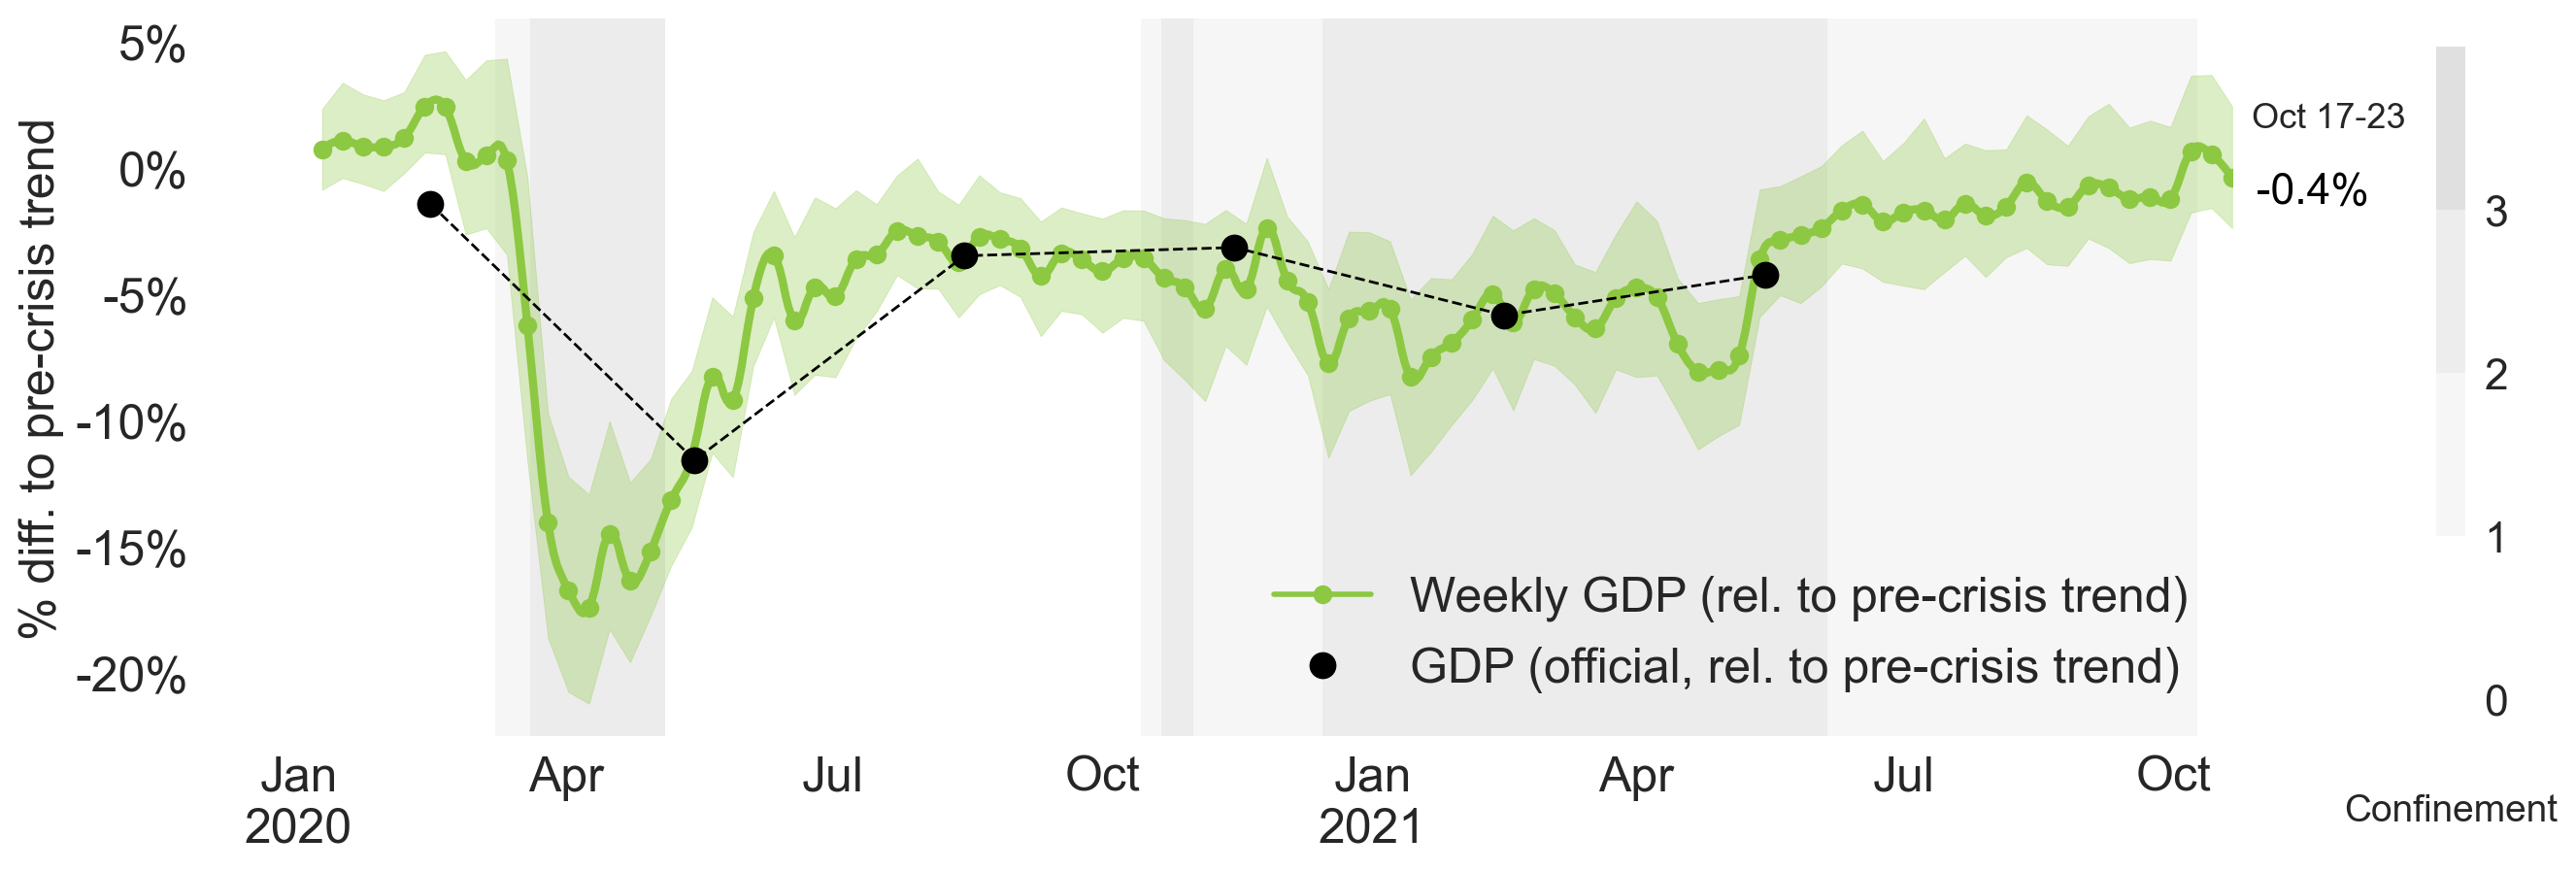 % diff. to pre-crisis trend
5%
0%
-5%
-10%
-15%
-20%
Oct 17-23
-0.4%
Weekly GDP (rel. to pre-crisis trend)
GDP (official, rel. to pre-crisis trend)
Jan Apr Jul Oct Jan Apr Jul Oct
2020 2021
3
2
1
0
Confinement